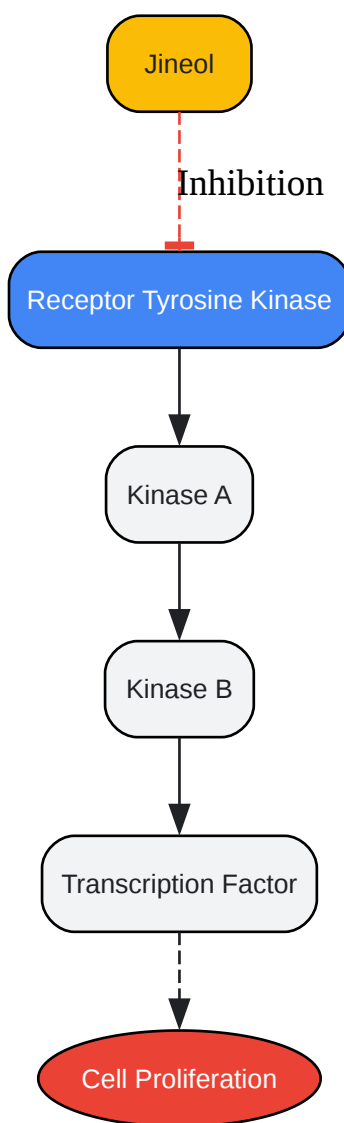 Jineol
Inhibition
Receptor Tyrosine Kinase
Kinase A
Kinase B
Transcription Factor
Cell Proliferation